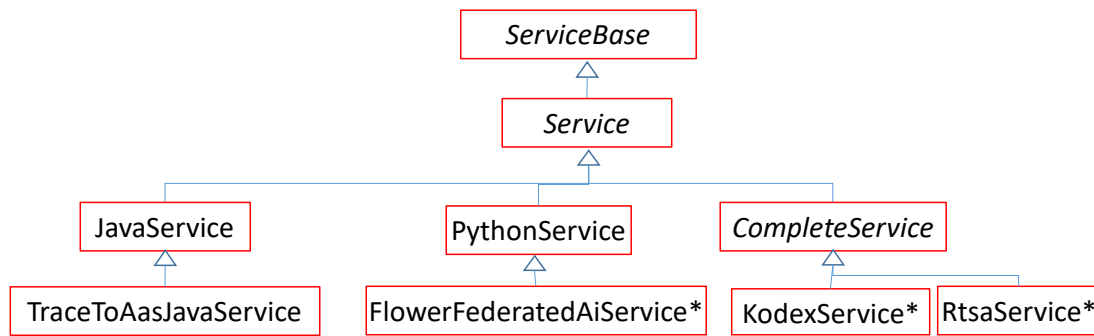 ServiceBase
Service
JavaService
PythonService
CompleteService
TraceToAasJavaService
FlowerFederatedAiService*
KodexService*
RtsaService*